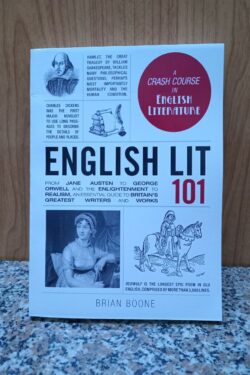 HAMLET, THE GREAT
TRAGEDY BY WILLIAM
SHAKESPEARE, TACKLES
MANY PHILOSOPHICAL
QUESTIONS, PERHAPS
MOST IMPORTANTLY
MORTALITY AND THE
HUMAN CONDITION.
A
CRASH COURSE
IN
ENGLISH
LITERATURE
CHARLES DICKENS
WAS THE FIRST
MAJOR NOVELIST
TO USE LONG PASS-
AGES TO DESCRIBE
THE DETAILS OF
PEOPLE AND PLACES.
ENGLISH LIT
101
FROM JANE AUSTEN TO GEORGE
ORWELL AND THE ENLIGHTENMENT TO
REALISM, AN ESSENTIAL GUIDE TO BRITAIN'S
GREATEST WRITERS AND WORKS
BEOWULF IS THE LONGEST EPIC POEM IN OLD
ENGLISH, COMPOSED OF MORE THAN 3,000 LINES.
BRIAN BOONE